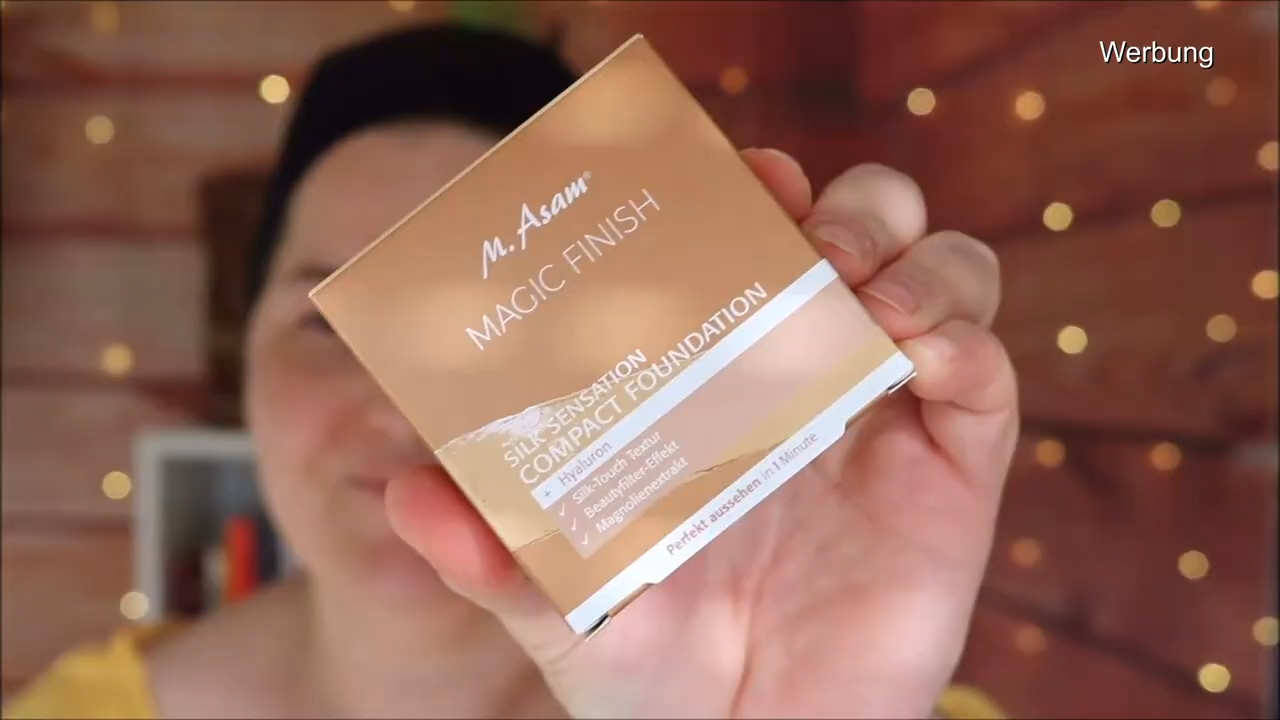 Werbung
M. Asam®
MAGIC FINISH
SILK SENSATION
COMPACT FOUNDATION
+ Hyaluron
✓ Silk-Touch Textur
✓ Beautyfilter-Effekt
✓ Magnolienextrakt
Perfekt aussehen in 1 Minute